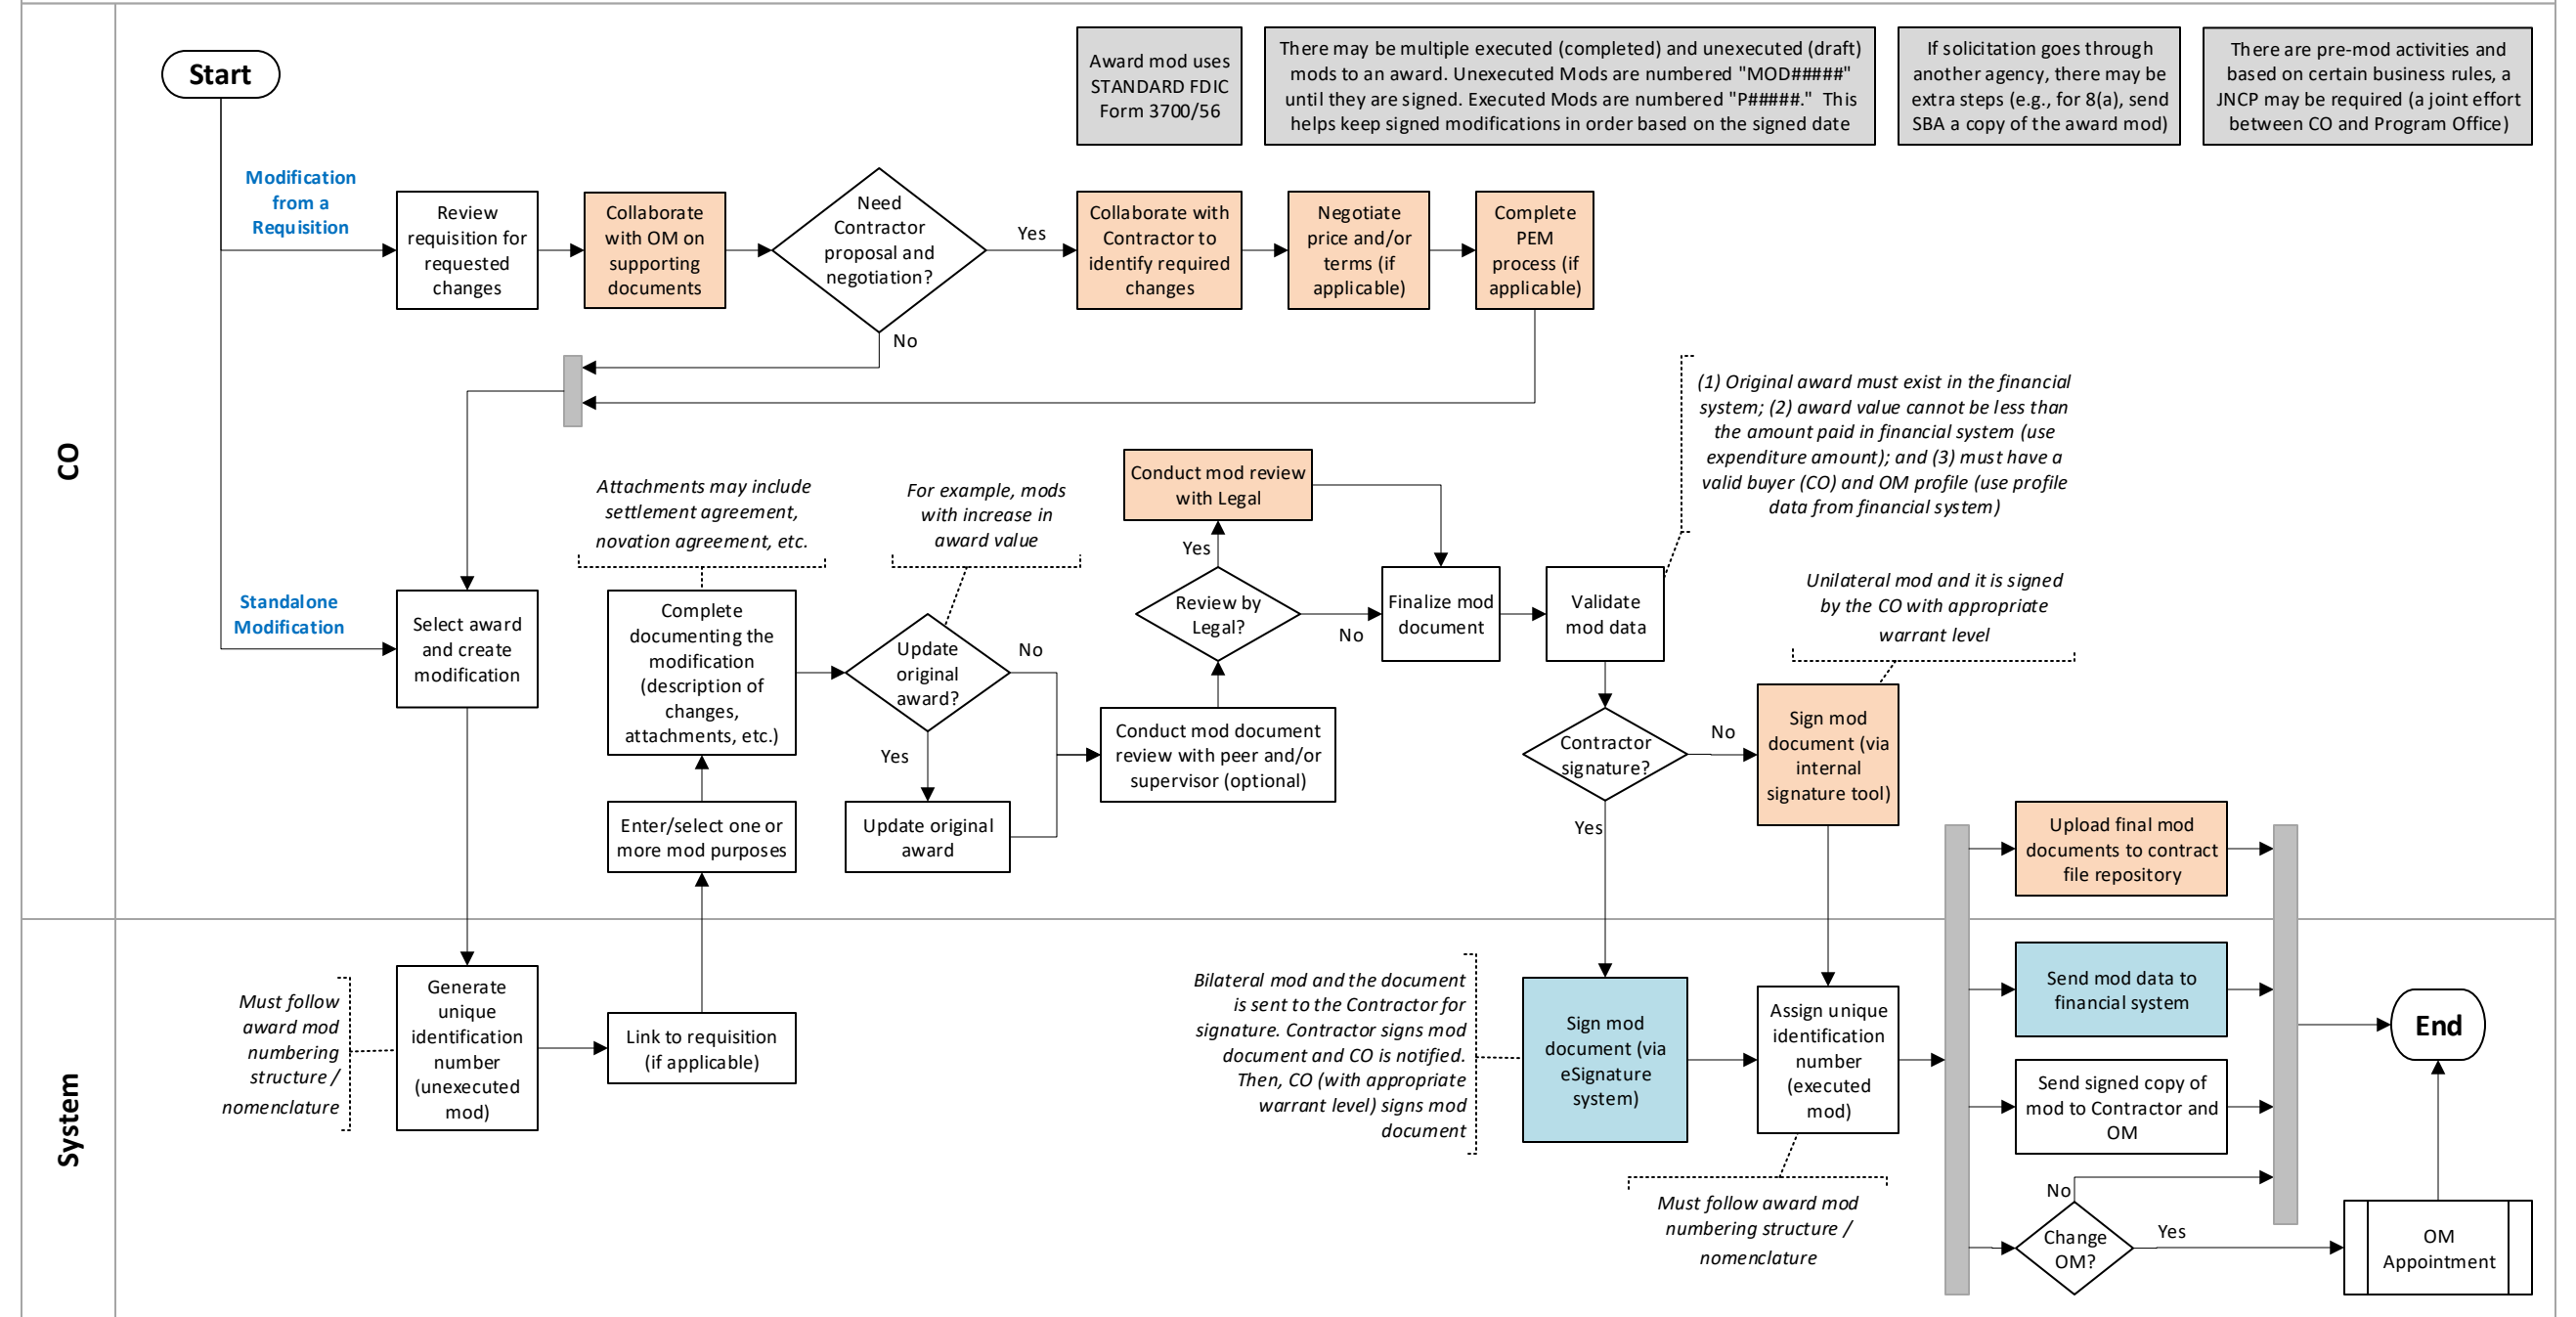 Start
Award mod uses
STANDARD FDIC
Form 3700/56
There may be multiple executed (completed) and unexecuted (draft)
mods to an award. Unexecuted Mods are numbered "MOD#####"
until they are signed. Executed Mods are numbered "P#####."  This
helps keep signed modifications in order based on the signed date
If solicitation goes through
another agency, there may be
extra steps (e.g., for 8(a), send
SBA a copy of the award mod)
There are pre-mod activities and
based on certain business rules, a
JNCP may be required (a joint effort
between CO and Program Office)
Modification
from a
Requisition
Review
requisition for
requested
changes
Collaborate
with OM on
supporting
documents
Need
Contractor
proposal and
negotiation?
Yes
Collaborate with
Contractor to
identify required
changes
Negotiate
price and/or
terms (if
applicable)
Complete
PEM
process (if
applicable)
No
CO
(1) Original award must exist in the financial
system; (2) award value cannot be less than
the amount paid in financial system (use
expenditure amount); and (3) must have a
valid buyer (CO) and OM profile (use profile
data from financial system)
Attachments may include
settlement agreement,
novation agreement, etc.
For example, mods
with increase in
award value
Conduct mod review
with Legal
Yes
Standalone
Modification
Select award
and create
modification
Complete
documenting the
modification
(description of
changes,
attachments, etc.)
Update
original
award?
No
Yes
Review by
Legal?
No
Finalize mod
document
Validate
mod data
Unilateral mod and it is signed
by the CO with appropriate
warrant level
Conduct mod document
review with peer and/or
supervisor (optional)
Contractor
signature?
No
Sign mod
document (via
internal
signature tool)
Enter/select one or
more mod purposes
Update original
award
Yes
Upload final mod
documents to contract
file repository
System
Must follow
award mod
numbering
structure /
nomenclature
Generate
unique
identification
number
(unexecuted
mod)
Link to requisition
(if applicable)
Bilateral mod and the document
is sent to the Contractor for
signature. Contractor signs mod
document and CO is notified.
Then, CO (with appropriate
warrant level) signs mod
document
Sign mod
document (via
eSignature
system)
Assign unique
identification
number
(executed
mod)
Send mod data to
financial system
End
Send signed copy of
mod to Contractor and
OM
Must follow award mod
numbering structure /
nomenclature
No
Change
OM?
Yes
OM
Appointment